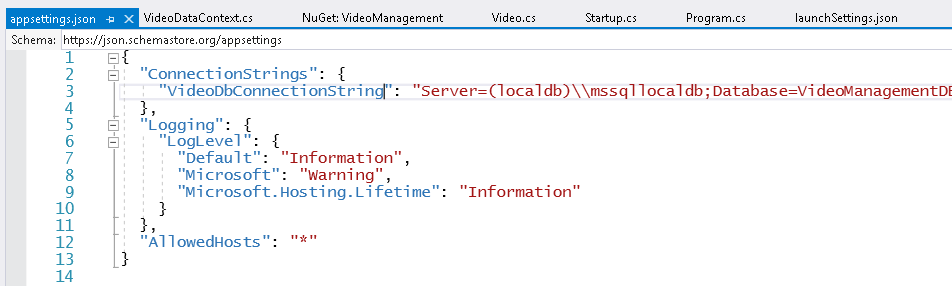 appsettings.json VideoDataContext.cs NuGet: VideoManagement Video.cs Startup.cs Program.cs launchSettings.json
Schema: https://json.schemastore.org/appsettings
1 {
2 "ConnectionStrings": {
3 "VideoDbConnectionString": "Server=(localdb)\\mssqllocaldb;Database=VideoManagementDB
4 },
5 "Logging": {
6 "LogLevel": {
7 "Default": "Information",
8 "Microsoft": "Warning",
9 "Microsoft.Hosting.Lifetime": "Information"
10 }
11 },
12 "AllowedHosts": "*"
13 }
14